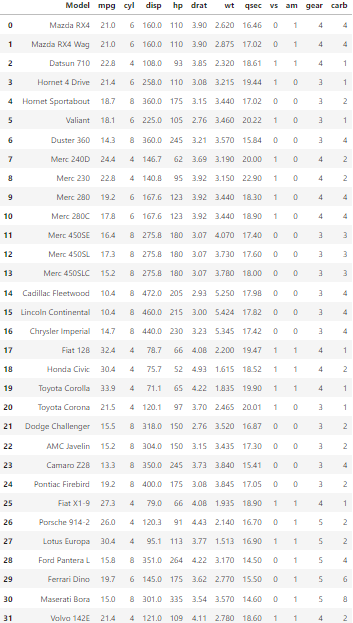 Model mpg cyl disp hp drat wt qsec vs am gear carb
0 Mazda RX4 21.0 6 160.0 110 3.90 2.620 16.46 0 1 4 4
1 Mazda RX4 Wag 21.0 6 160.0 110 3.90 2.875 17.02 0 1 4 4
2 Datsun 710 22.8 4 108.0 93 3.85 2.320 18.61 1 1 4 1
3 Hornet 4 Drive 21.4 6 258.0 110 3.08 3.215 19.44 1 0 3 1
4 Hornet Sportabout 18.7 8 360.0 175 3.15 3.440 17.02 0 0 3 2
5 Valiant 18.1 6 225.0 105 2.76 3.460 20.22 1 0 3 1
6 Duster 360 14.3 8 360.0 245 3.21 3.570 15.84 0 0 3 4
7 Merc 240D 24.4 4 146.7 62 3.69 3.190 20.00 1 0 4 2
8 Merc 230 22.8 4 140.8 95 3.92 3.150 22.90 1 0 4 2
9 Merc 280 19.2 6 167.6 123 3.92 3.440 18.30 1 0 4 4
10 Merc 280C 17.8 6 167.6 123 3.92 3.440 18.90 1 0 4 4
11 Merc 450SE 16.4 8 275.8 180 3.07 4.070 17.40 0 0 3 3
12 Merc 450SL 17.3 8 275.8 180 3.07 3.730 17.60 0 0 3 3
13 Merc 450SLC 15.2 8 275.8 180 3.07 3.780 18.00 0 0 3 3
14 Cadillac Fleetwood 10.4 8 472.0 205 2.93 5.250 17.98 0 0 3 4
15 Lincoln Continental 10.4 8 460.0 215 3.00 5.424 17.82 0 0 3 4
16 Chrysler Imperial 14.7 8 440.0 230 3.23 5.345 17.42 0 0 3 4
17 Fiat 128 32.4 4 78.7 66 4.08 2.200 19.47 1 1 4 1
18 Honda Civic 30.4 4 75.7 52 4.93 1.615 18.52 1 1 4 2
19 Toyota Corolla 33.9 4 71.1 65 4.22 1.835 19.90 1 1 4 1
20 Toyota Corona 21.5 4 120.1 97 3.70 2.465 20.01 1 0 3 1
21 Dodge Challenger 15.5 8 318.0 150 2.76 3.520 16.87 0 0 3 2
22 AMC Javelin 15.2 8 304.0 150 3.15 3.435 17.30 0 0 3 2
23 Camaro Z28 13.3 8 350.0 245 3.73 3.840 15.41 0 0 3 4
24 Pontiac Firebird 19.2 8 400.0 175 3.08 3.845 17.05 0 0 3 2
25 Fiat X1-9 27.3 4 79.0 66 4.08 1.935 18.90 1 1 4 1
26 Porsche 914-2 26.0 4 120.3 91 4.43 2.140 16.70 0 1 5 2
27 Lotus Europa 30.4 4 95.1 113 3.77 1.513 16.90 1 1 5 2
28 Ford Pantera L 15.8 8 351.0 264 4.22 3.170 14.50 0 1 5 4
29 Ferrari Dino 19.7 6 145.0 175 3.62 2.770 15.50 0 1 5 6
30 Maserati Bora 15.0 8 301.0 335 3.54 3.570 14.60 0 1 5 8
31 Volvo 142E 21.4 4 121.0 109 4.11 2.780 18.60 1 1 4 2